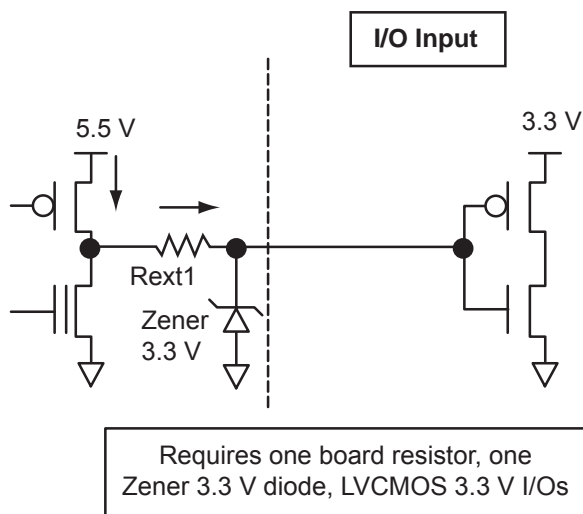 I/O Input
5.5 V
3.3 V
Rext1
Zener
3.3 V
Requires one board resistor, one
Zener 3.3 V diode, LVCMOS 3.3 V I/Os